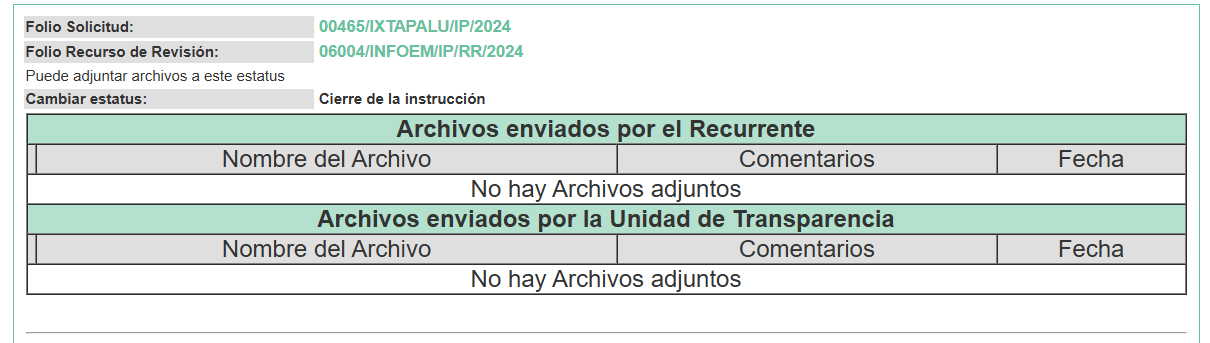 Folio Solicitud: 00465/IXTAPALU/IP/2024
Folio Recurso de Revisión: 06004/INFOEM/IP/RR/2024
Puede adjuntar archivos a este estatus
Cambiar estatus: Cierre de la instrucción
Archivos enviados por el Recurrente
Nombre del Archivo Comentarios Fecha
No hay Archivos adjuntos
Archivos enviados por la Unidad de Transparencia
Nombre del Archivo Comentarios Fecha
No hay Archivos adjuntos